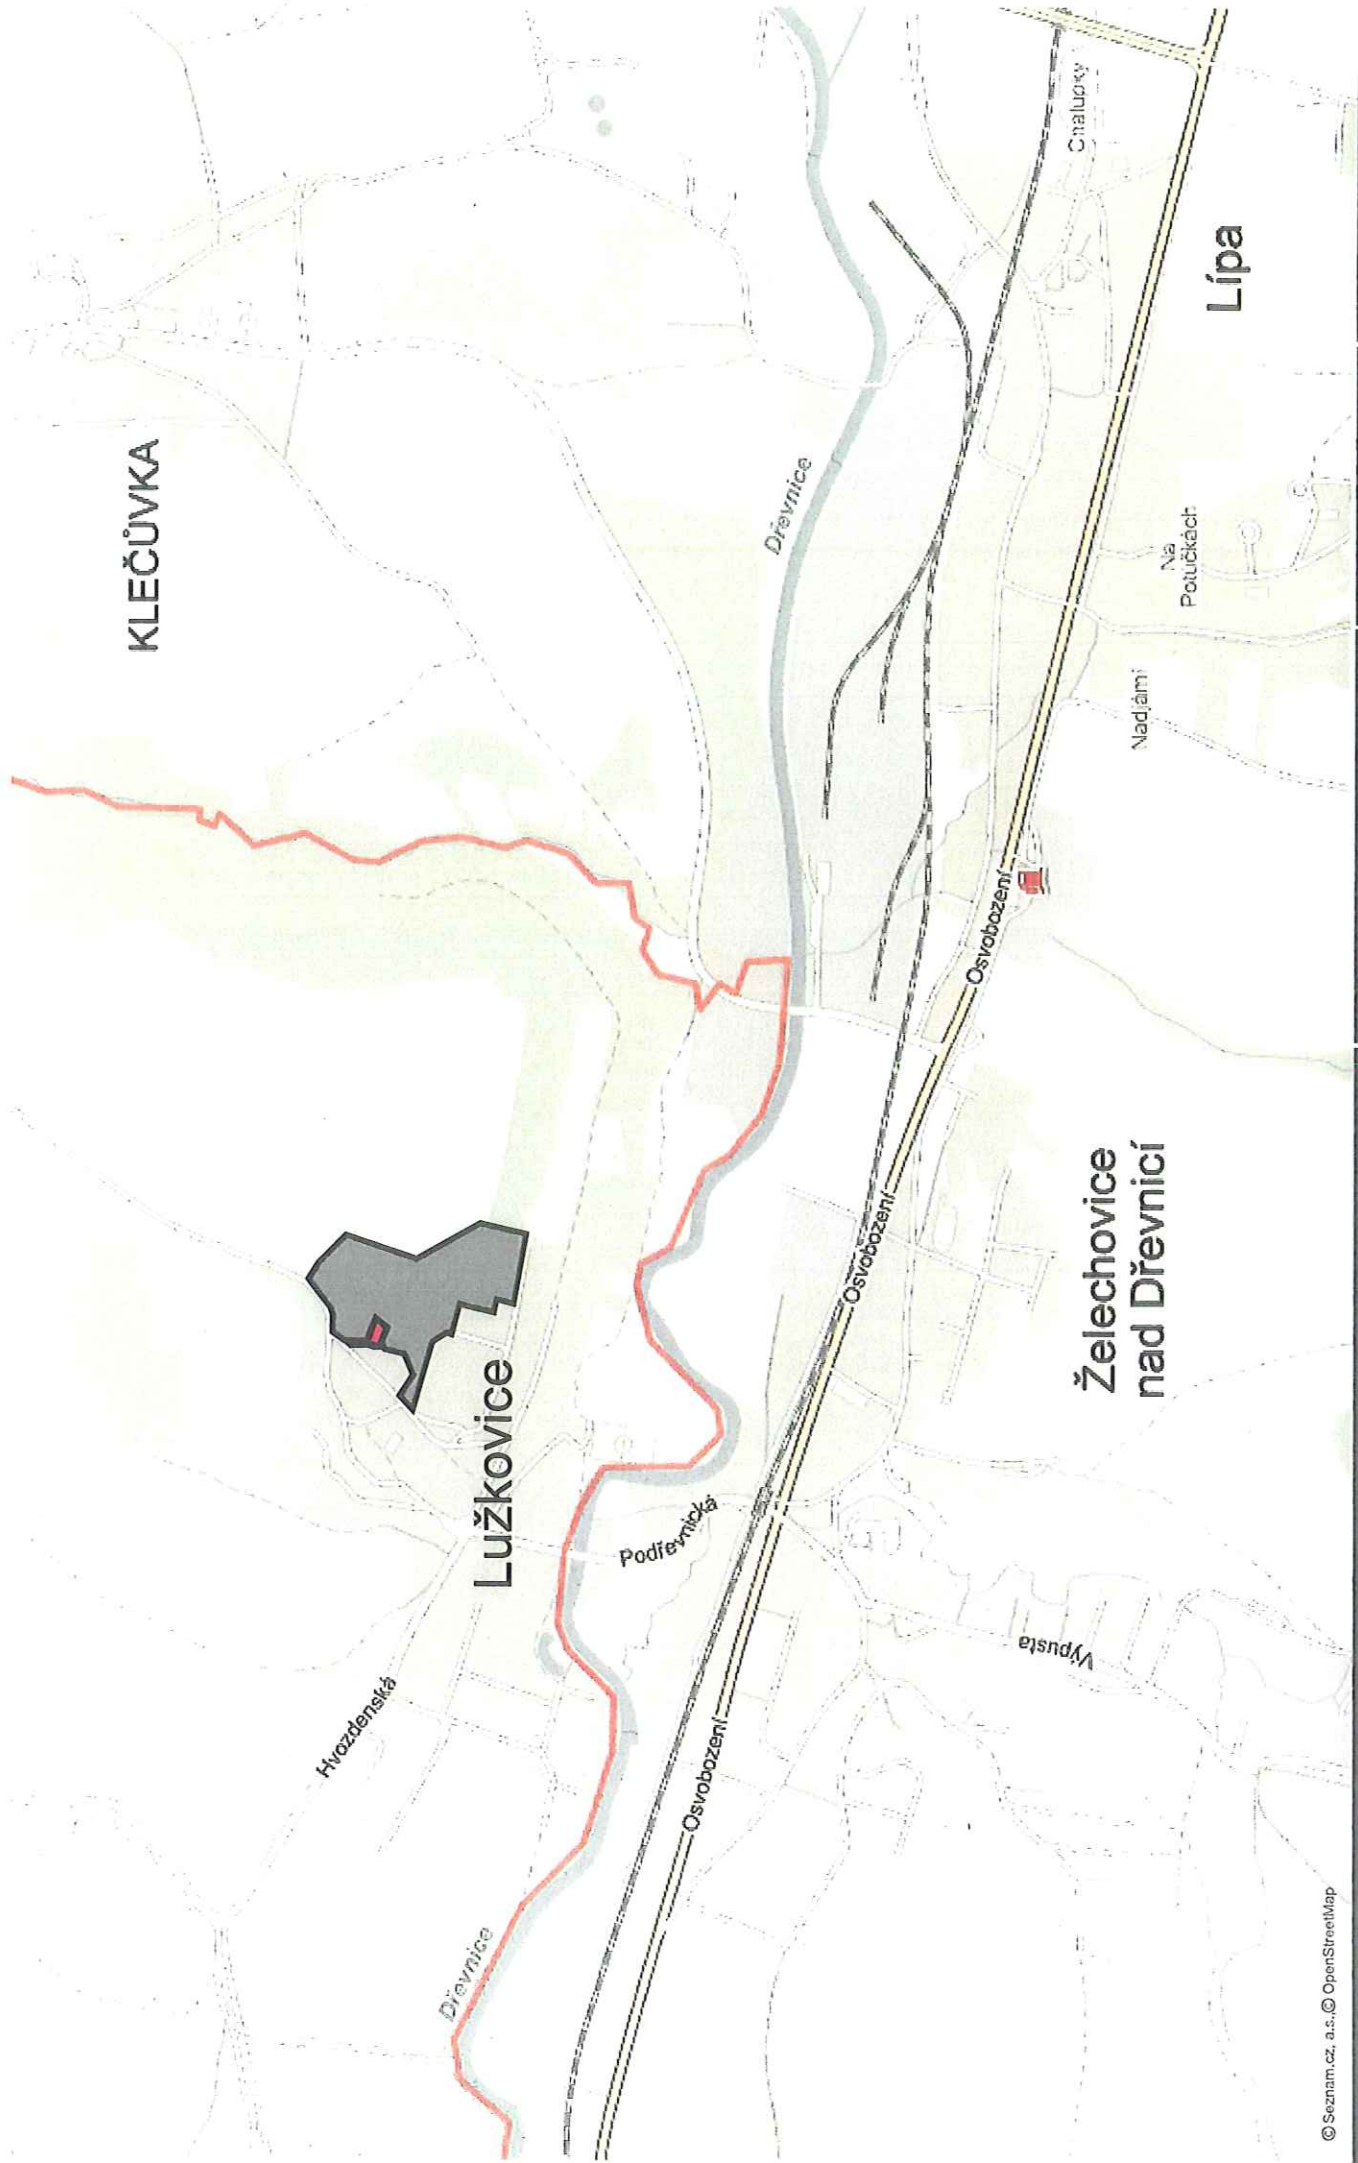 KLEČŮVKA
Hvozdenská
Dřevnice
Lužkovice
Podřevnická
Osvobození
Dřevnice
Osvobození
Osvobození
Výpusta
Chalupky
Želechovice
nad Dřevnicí
Nadjamí
Na
Potůčkách
Lípa
© Seznam.cz, a.s.,© OpenStreetMap